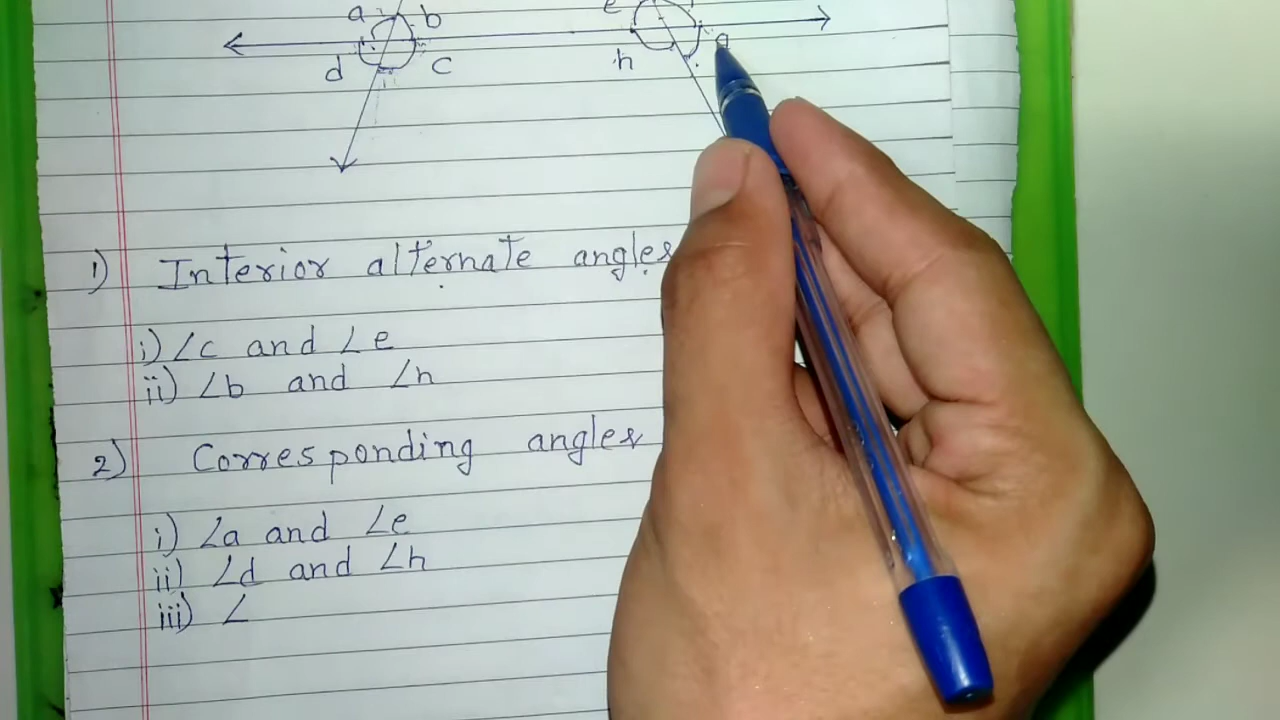 a b e
d c h g
1) Interior alternate angles
i) ∠c and ∠e
ii) ∠b and ∠h
2) Corresponding angles
i) ∠a and ∠e
ii) ∠d and ∠h
iii) ∠